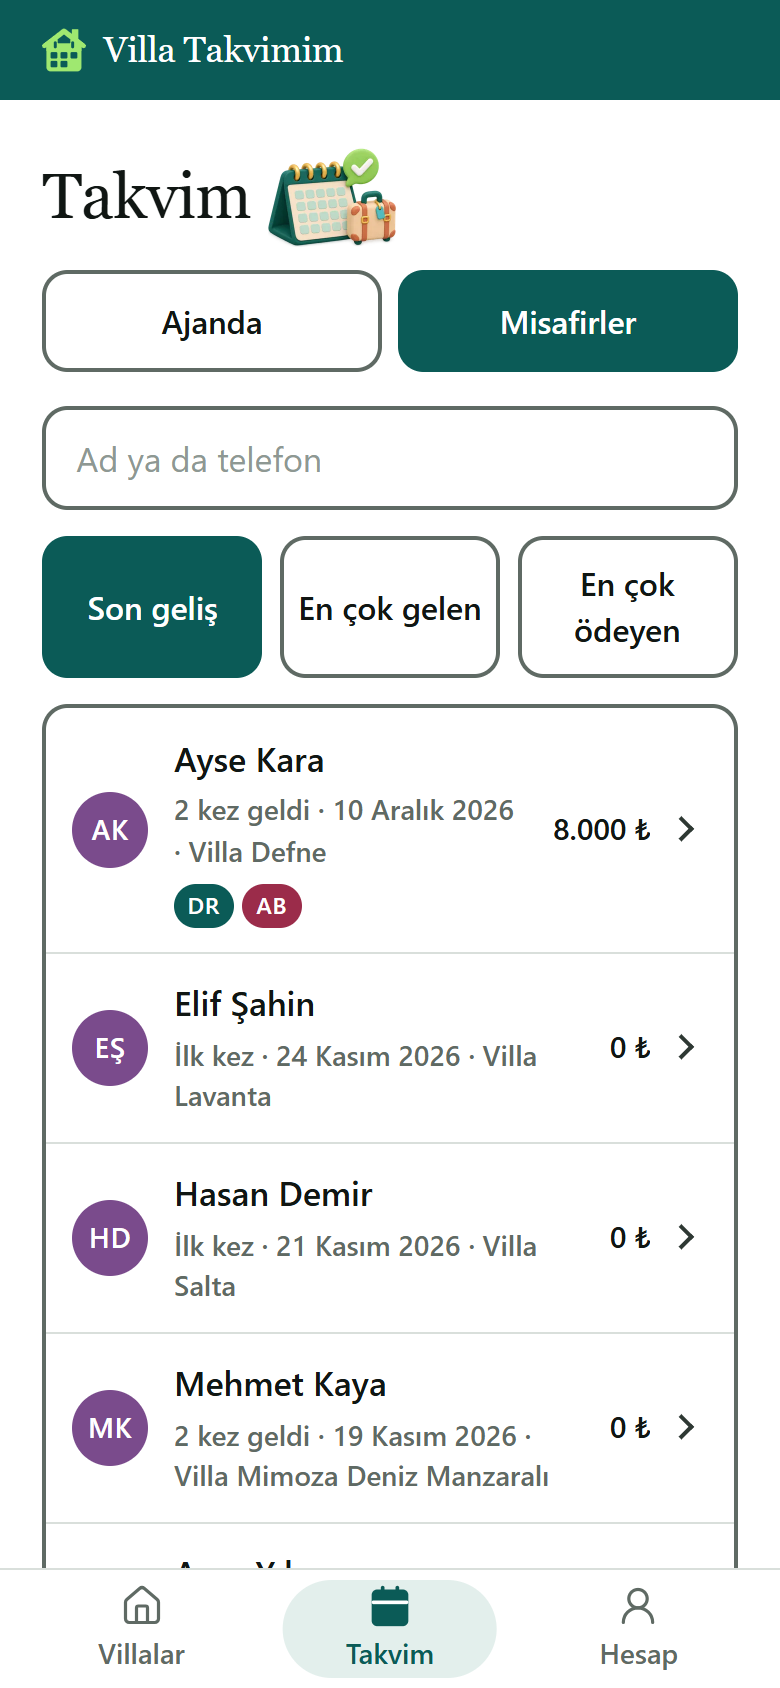 Villa Takvimim
Takvim
Ajanda
Misafirler
Ad ya da telefon
Son geliş
En çok gelen
En çok
ödeyen
Ayse Kara
AK
2 kez geldi · 10 Aralık 2026
· Villa Defne
8.000 ₺
DR AB
Elif Şahin
EŞ
İlk kez · 24 Kasım 2026 · Villa
Lavanta
0 ₺
Hasan Demir
HD
İlk kez · 21 Kasım 2026 · Villa
Salta
0 ₺
Mehmet Kaya
MK
2 kez geldi · 19 Kasım 2026 ·
Villa Mimoza Deniz Manzaralı
0 ₺
Villalar
Takvim
Hesap